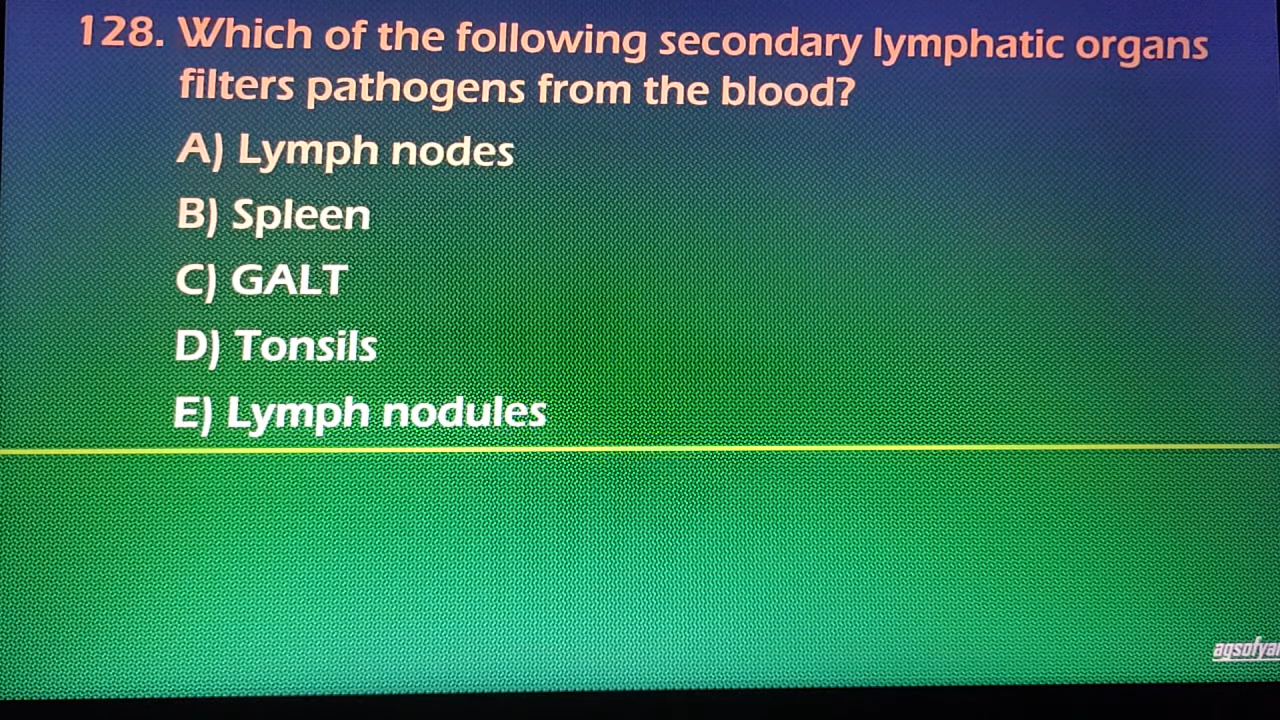 128. Which of the following secondary lymphatic organs
filters pathogens from the blood?
A) Lymph nodes
B) Spleen
C) GALT
D) Tonsils
E) Lymph nodules